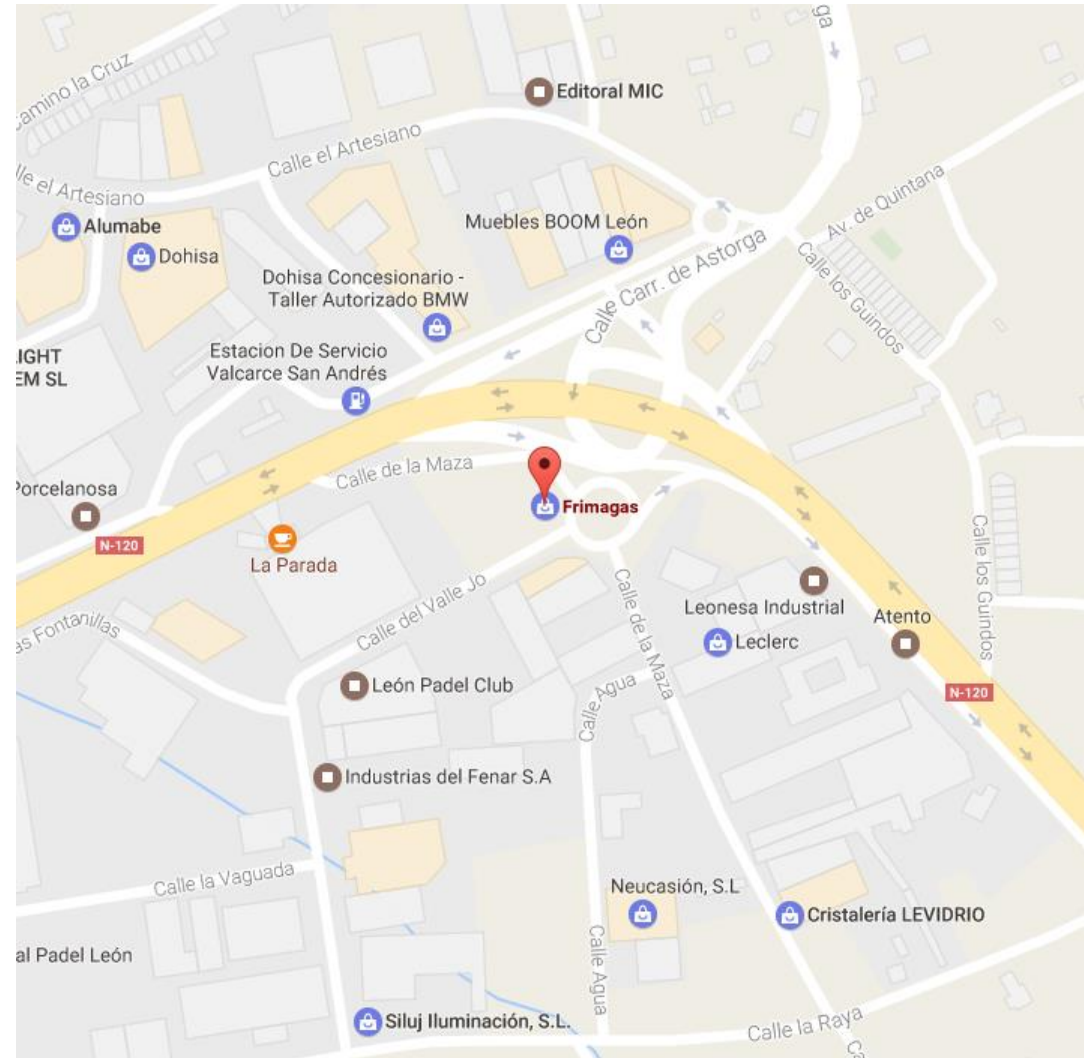 ga
Camino la Cruz
Editoral MIC
Calle el Artesiano
lle el Artesiano
Av. de Quintana
Alumabe
Dohisa
Muebles BOOM León
Calle Carr. de Astorga
Calle los Guindos
Dohisa Concesionario -
Taller Autorizado BMW
LIGHT
EM SL
Estacion De Servicio
Valcarce San Andrés
Calle de la Maza
Porcelanosa
Frimagas
N-120
La Parada
Calle los Guindos
Calle del Valle Jo
Calle de la Maza
Leonesa Industrial
Atento
as Fontanillas
Leclerc
León Padel Club
Calle Agua
N-120
Industrias del Fenar S.A
Calle la Vaguada
Neucasión, S.L
Cristalería LEVIDRIO
al Padel León
Calle Agua
Siluj Iluminación, S.L.
Calle la Raya
Ca